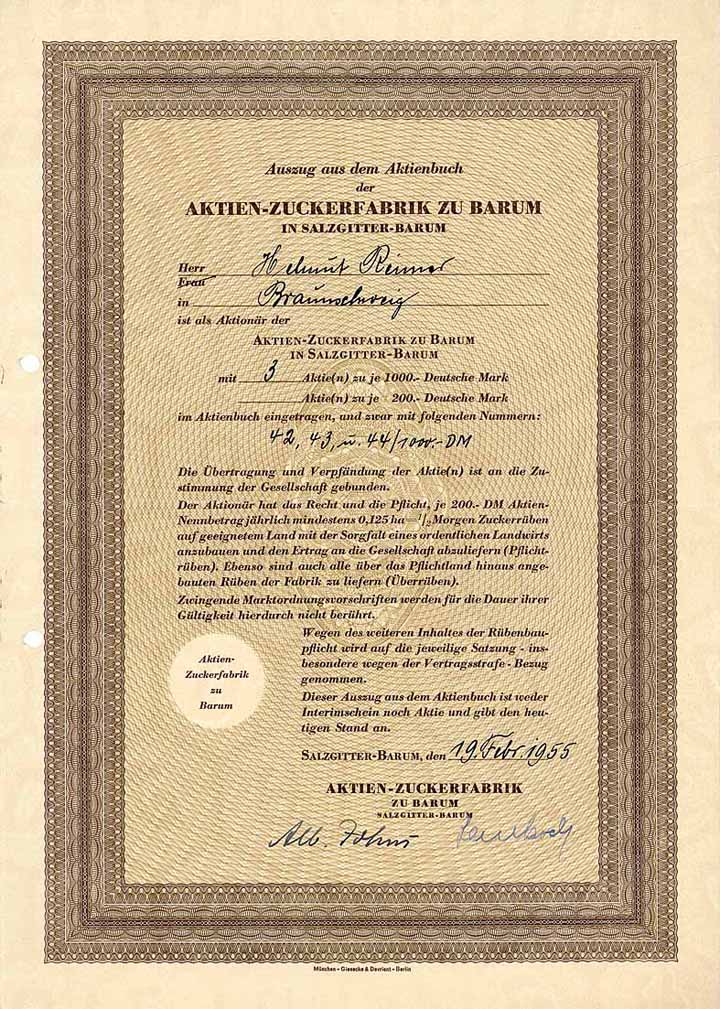 Auszug aus dem Aktienbuch
der
AKTIEN-ZUCKERFABRIK ZU BARUM
IN SALZGITTER-BARUM
Herr Helmut Reimer
Frau
in Braunschweig
ist als Aktionär der
AKTIEN-ZUCKERFABRIK ZU BARUM
IN SALZGITTER-BARUM
mit 3 Aktie(n) zu je 1000.- Deutsche Mark
Aktie(n) zu je 200.- Deutsche Mark
im Aktienbuch eingetragen, und zwar mit folgenden Nummern:
42, 43, u. 44/1000.-DM
Die Übertragung und Verpfändung der Aktie(n) ist an die Zu-
stimmung der Gesellschaft gebunden.
Der Aktionär hat das Recht und die Pflicht, je 200.- DM Aktien-
Nennbetrag jährlich mindestens 0,125 ha = 1/2 Morgen Zuckerrüben
auf geeignetem Land mit der Sorgfalt eines ordentlichen Landwirts
anzubauen und den Ertrag an die Gesellschaft abzuliefern (Pflicht-
rüben). Ebenso sind auch alle über das Pflichtland hinaus ange-
bauten Rüben der Fabrik zu liefern (Überrüben).
Zwingende Marktordnungsvorschriften werden für die Dauer ihrer
Gültigkeit hierdurch nicht berührt.
Wegen des weiteren Inhaltes der Rübenbau-
pflicht wird auf die jeweilige Satzung - ins-
besondere wegen der Vertragsstrafe - Bezug
genommen.
Dieser Auszug aus dem Aktienbuch ist weder
Interimschein noch Aktie und gibt den heu-
tigen Stand an.
Aktien-
Zuckerfabrik
zu
Barum
SALZGITTER-BARUM, den 19. Febr. 1955
AKTIEN-ZUCKERFABRIK
ZU BARUM
SALZGITTER-BARUM
Alb.
München - Giesecke & Devrient - Berlin